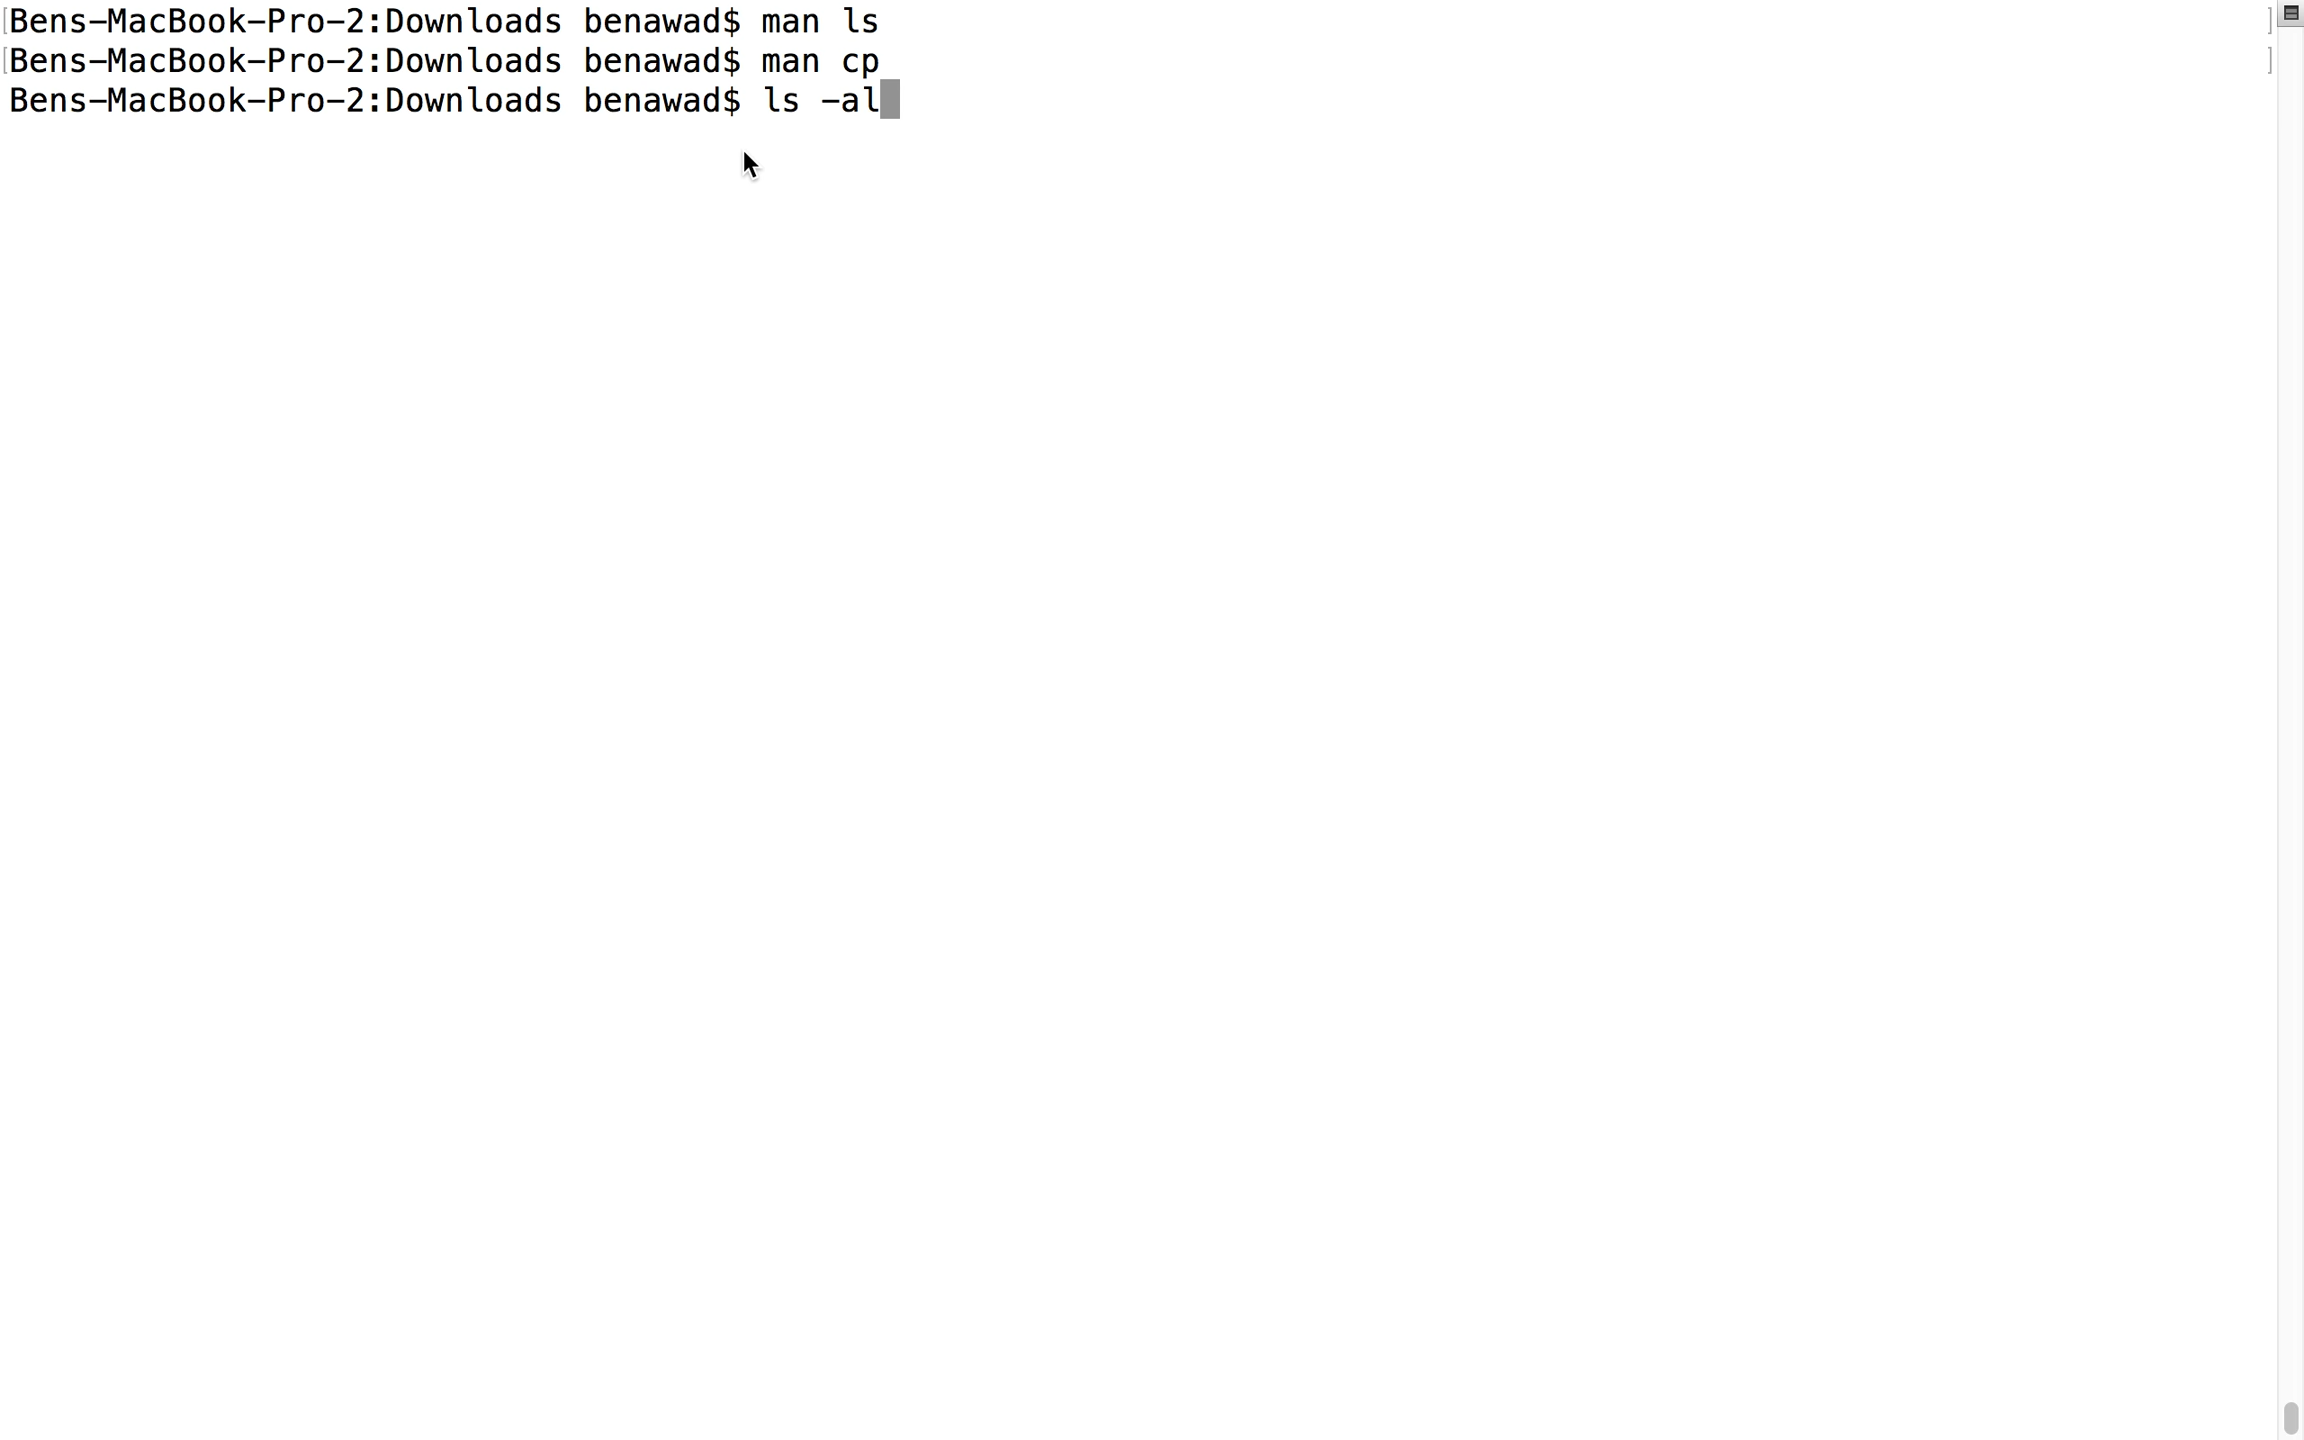 Bens-MacBook-Pro-2:Downloads benawad$ man ls
Bens-MacBook-Pro-2:Downloads benawad$ man cp
Bens-MacBook-Pro-2:Downloads benawad$ ls -al